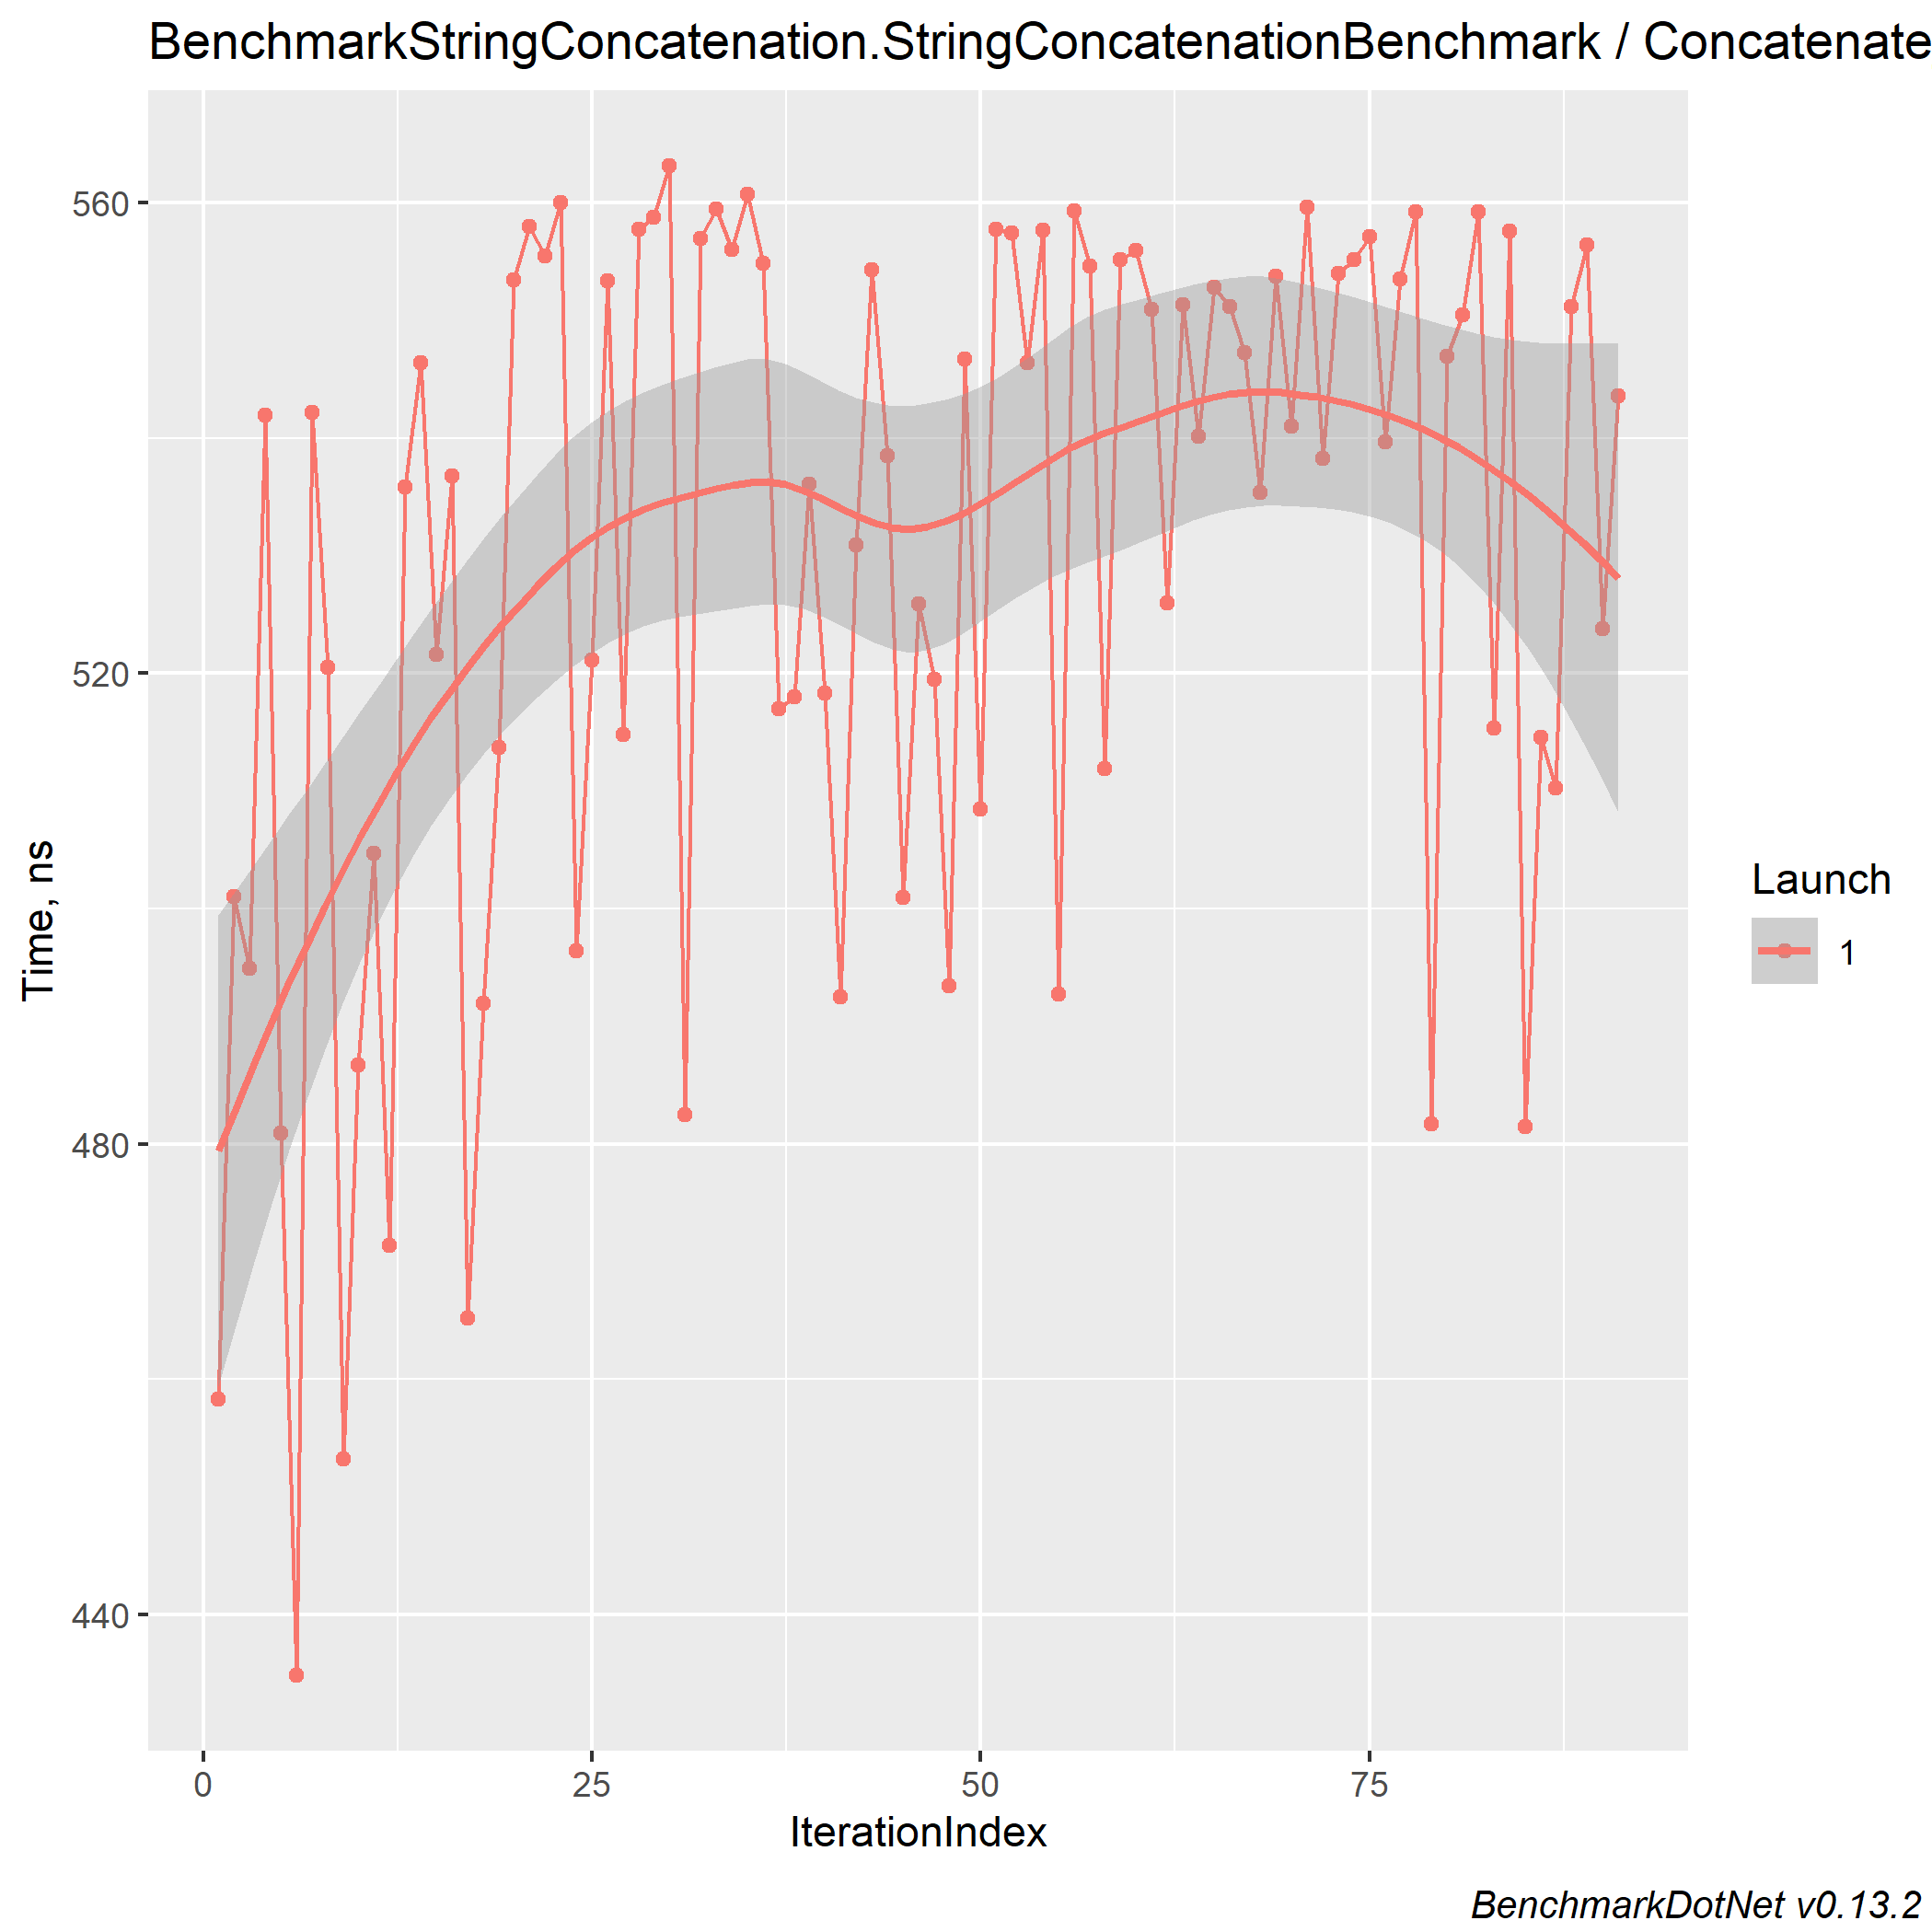 BenchmarkStringConcatenation.StringConcatenationBenchmark / Concatenate
560
520
480
440
Time, ns
0 25 50 75
IterationIndex
Launch
1
BenchmarkDotNet v0.13.2